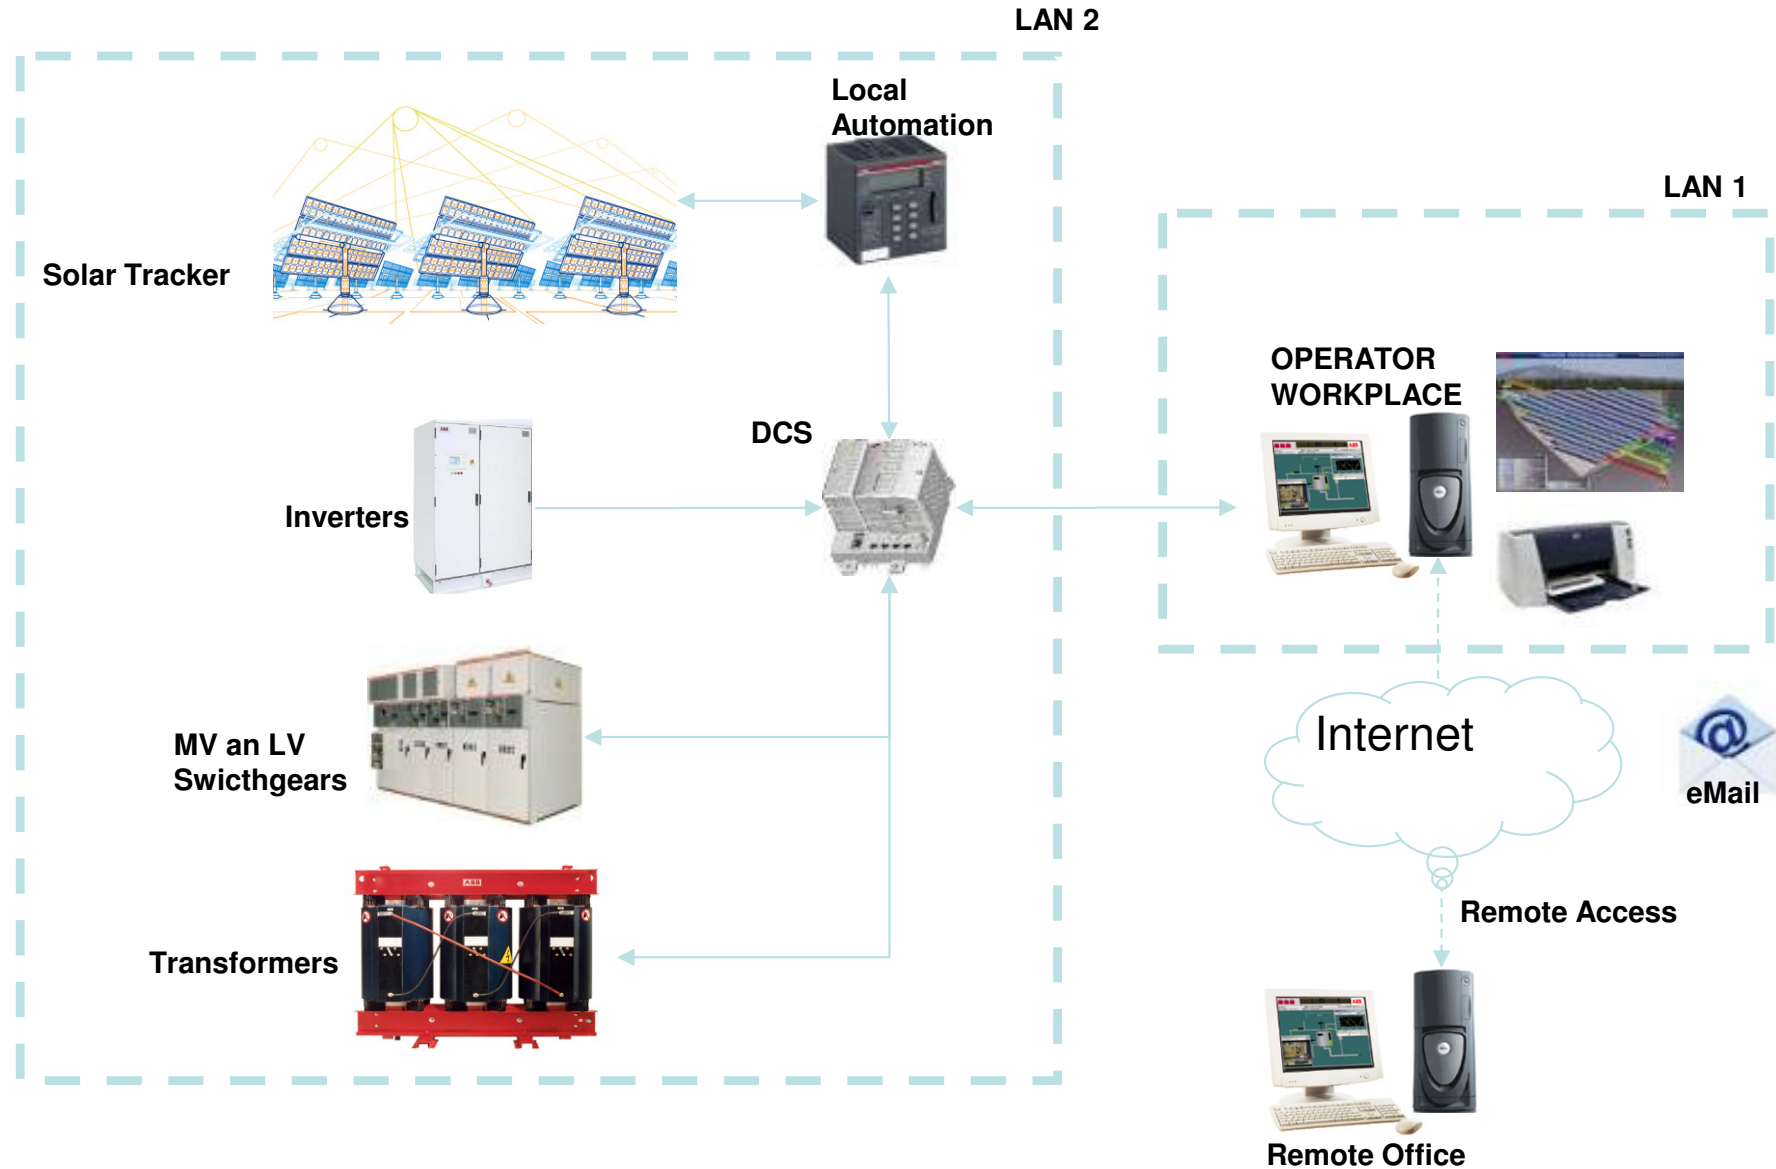 LAN 2
Local
Automation
LAN 1
Solar Tracker
OPERATOR
WORKPLACE
DCS
Inverters
Internet
MV an LV
Swicthgears
eMail
ABB
Remote Access
Transformers
Remote Office